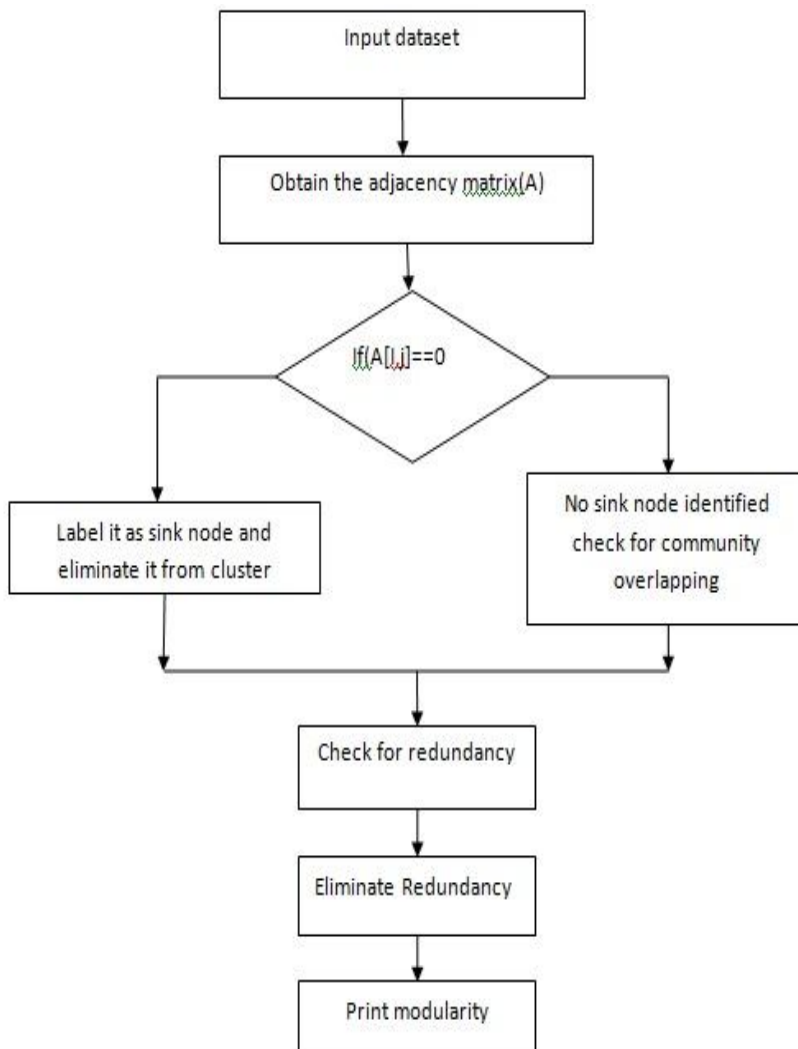 Input dataset
Obtain the adjacency matrix(A)
If(A[I,j]==0
Label it as sink node and
eliminate it from cluster
No sink node identified
check for community
overlapping
Check for redundancy
Eliminate Redundancy
Print modularity